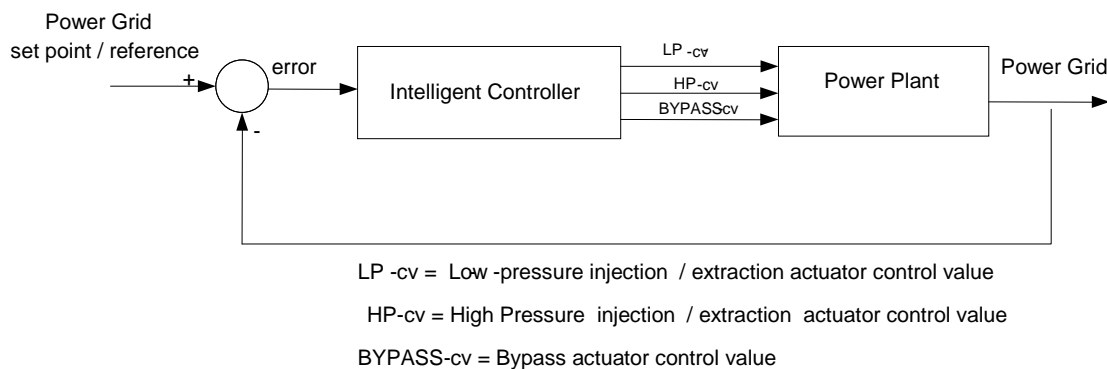 Power Grid
set point / reference
+
error
-
Intelligent Controller
LP -cv
HP-cv
BYPASS-cv
Power Plant
Power Grid
LP -cv = Low -pressure injection / extraction actuator control value
HP-cv = High Pressure injection / extraction actuator control value
BYPASS-cv = Bypass actuator control value